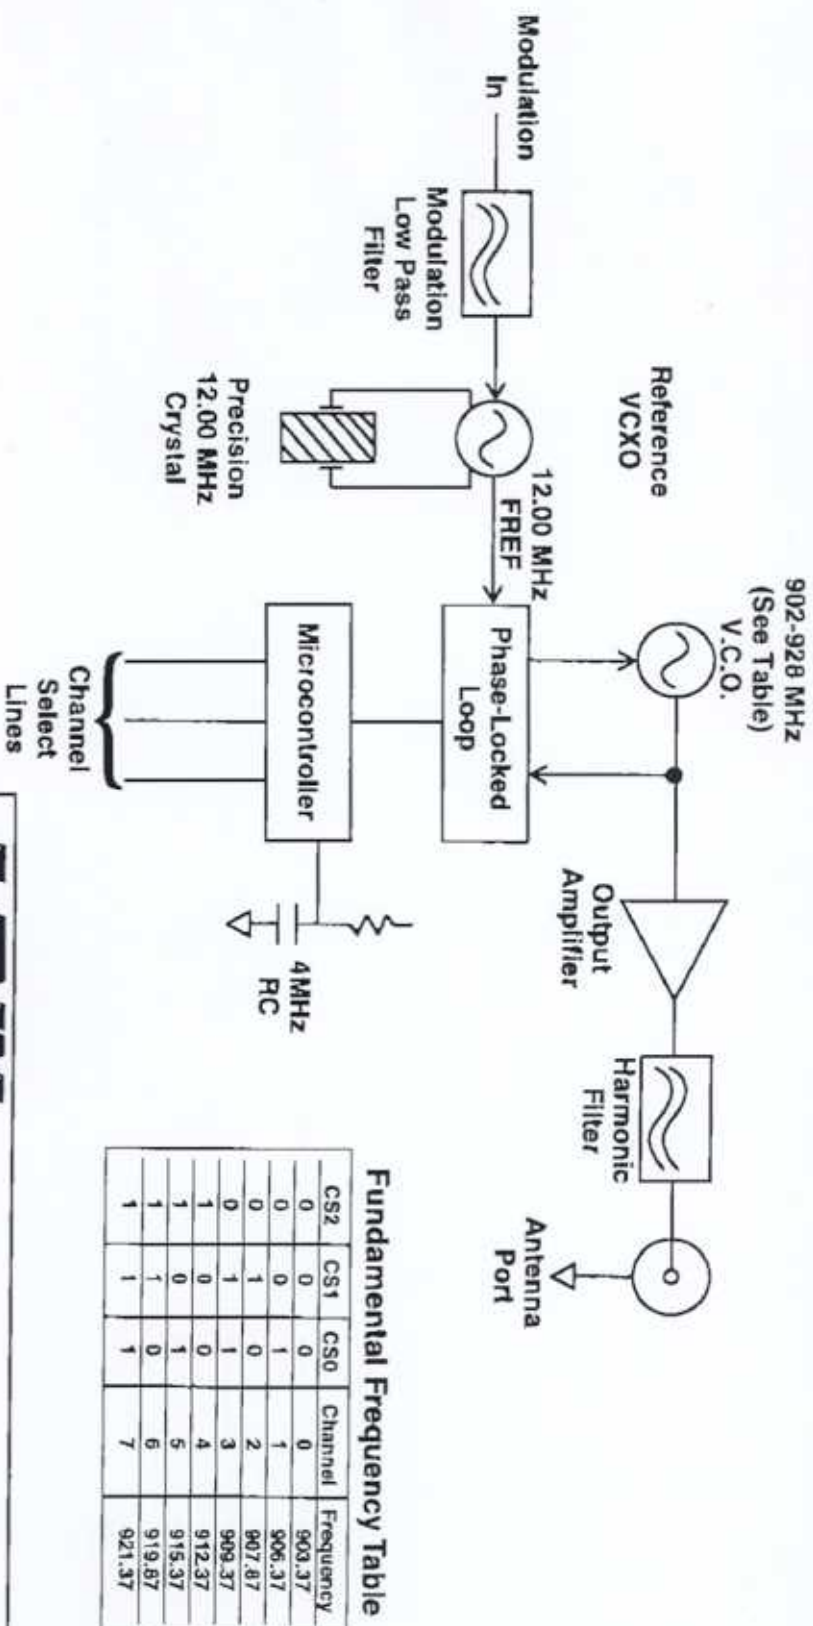 Modulation
In
Modulation
Low Pass
Filter
Reference
VCXO
Precision
12.00 MHz
Crystal
12.00 MHz
FREF
902-928 MHz
(See Table)
V.C.O.
Phase-Locked
Loop
Microcontroller
Channel
Select
Lines
4MHz
RC
Output
Amplifier
Harmonic
Filter
Antenna
Port
Fundamental Frequency Table
CS2 CS1 CS0 Channel Frequency
0 0 0 0 903.37
0 0 1 1 906.37
0 1 0 2 907.87
0 1 1 3 909.37
1 0 0 4 912.37
1 0 1 5 915.37
1 1 0 6 919.87
1 1 1 7 921.37